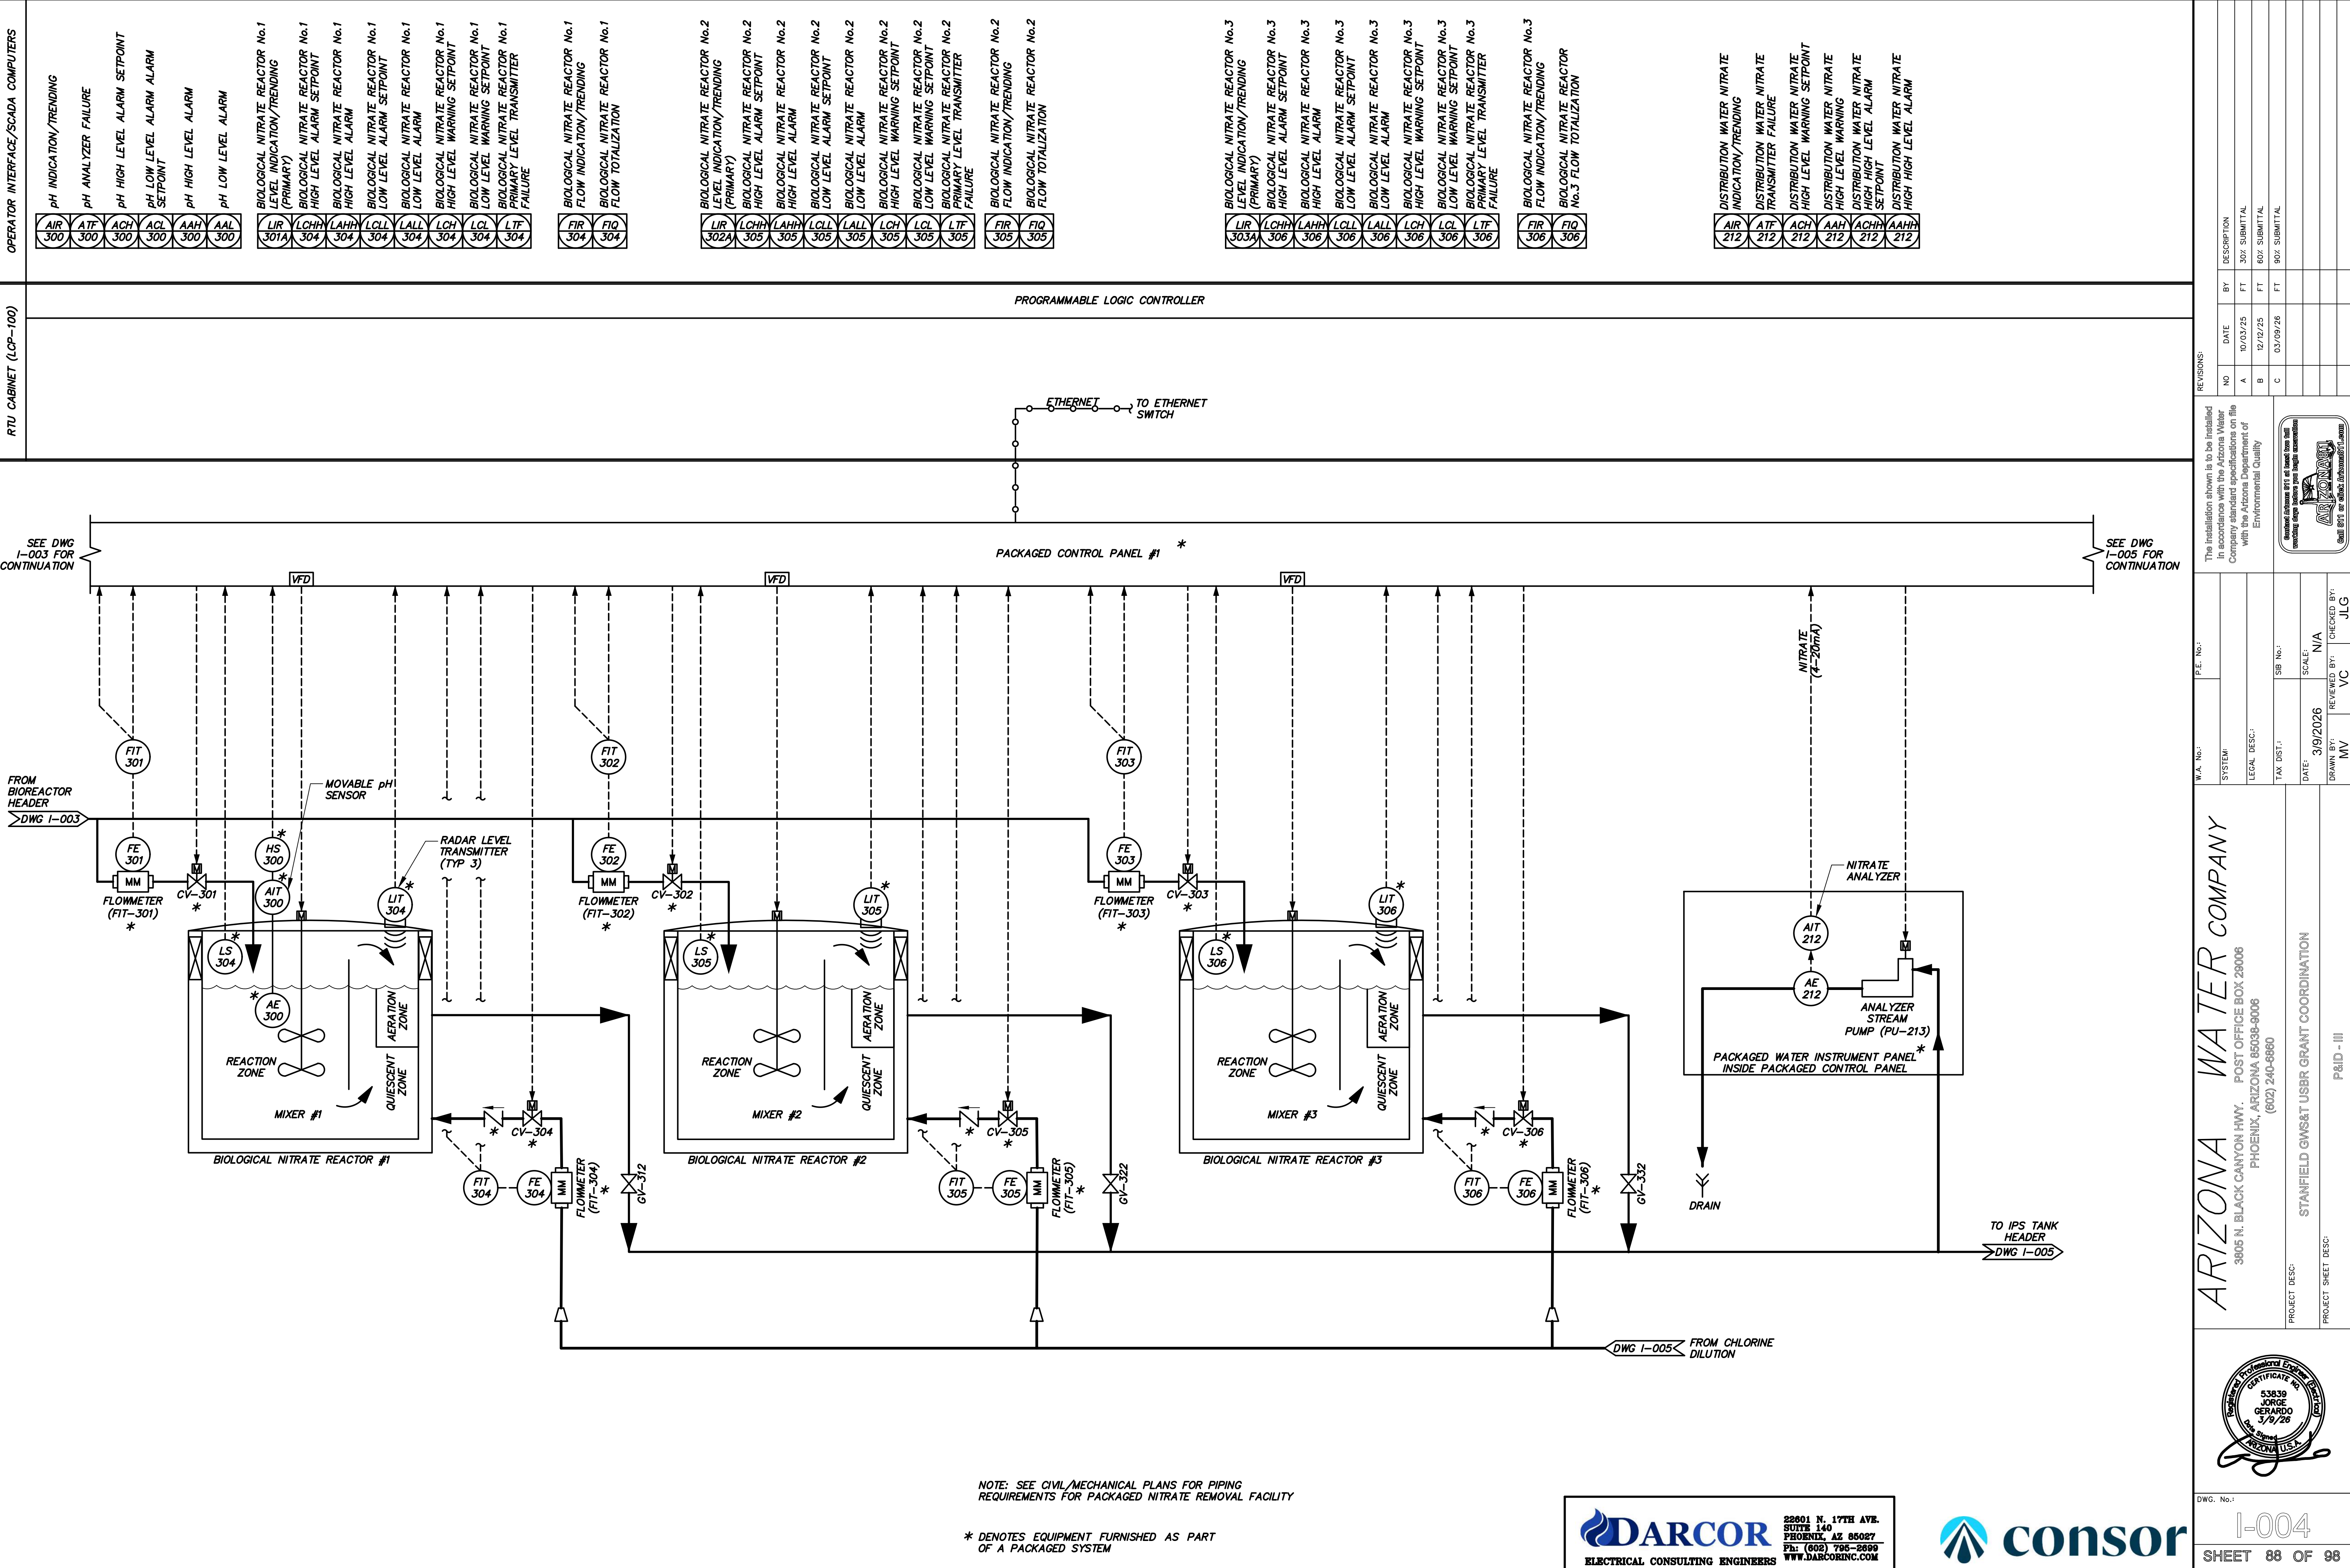 OPERATOR INTERFACE/SCADA COMPUTERS
pH INDICATION/TRENDING
pH ANALYZER FAILURE
pH HIGH LEVEL ALARM SETPOINT
pH LOW LEVEL ALARM
SETPOINT
pH HIGH LEVEL ALARM
pH LOW LEVEL ALARM
BIOLOGICAL NITRATE REACTOR No.1
LEVEL INDICATION/TRENDING
(PRIMARY)
BIOLOGICAL NITRATE REACTOR No.1
HIGH LEVEL ALARM SETPOINT
BIOLOGICAL NITRATE REACTOR No.1
HIGH LEVEL ALARM
BIOLOGICAL NITRATE REACTOR No.1
LOW LEVEL ALARM SETPOINT
BIOLOGICAL NITRATE REACTOR No.1
LOW LEVEL ALARM
BIOLOGICAL NITRATE REACTOR No.1
HIGH LEVEL WARNING SETPOINT
BIOLOGICAL NITRATE REACTOR No.1
LOW LEVEL WARNING SETPOINT
BIOLOGICAL NITRATE REACTOR No.1
PRIMARY LEVEL TRANSMITTER
FAILURE
BIOLOGICAL NITRATE REACTOR No.1
FLOW INDICATION/TRENDING
BIOLOGICAL NITRATE REACTOR No.1
FLOW TOTALIZATION
BIOLOGICAL NITRATE REACTOR No.2
LEVEL INDICATION/TRENDING
(PRIMARY)
BIOLOGICAL NITRATE REACTOR No.2
HIGH LEVEL ALARM SETPOINT
BIOLOGICAL NITRATE REACTOR No.2
HIGH LEVEL ALARM
BIOLOGICAL NITRATE REACTOR No.2
LOW LEVEL ALARM SETPOINT
BIOLOGICAL NITRATE REACTOR No.2
LOW LEVEL ALARM
BIOLOGICAL NITRATE REACTOR No.2
HIGH LEVEL WARNING SETPOINT
BIOLOGICAL NITRATE REACTOR No.2
LOW LEVEL WARNING SETPOINT
BIOLOGICAL NITRATE REACTOR No.2
PRIMARY LEVEL TRANSMITTER
FAILURE
BIOLOGICAL NITRATE REACTOR No.2
FLOW INDICATION/TRENDING
BIOLOGICAL NITRATE REACTOR No.2
FLOW TOTALIZATION
BIOLOGICAL NITRATE REACTOR No.3
LEVEL INDICATION/TRENDING
(PRIMARY)
BIOLOGICAL NITRATE REACTOR No.3
HIGH LEVEL ALARM SETPOINT
BIOLOGICAL NITRATE REACTOR No.3
HIGH LEVEL ALARM
BIOLOGICAL NITRATE REACTOR No.3
LOW LEVEL ALARM SETPOINT
BIOLOGICAL NITRATE REACTOR No.3
LOW LEVEL ALARM
BIOLOGICAL NITRATE REACTOR No.3
HIGH LEVEL WARNING SETPOINT
BIOLOGICAL NITRATE REACTOR No.3
LOW LEVEL WARNING SETPOINT
BIOLOGICAL NITRATE REACTOR No.3
PRIMARY LEVEL TRANSMITTER
FAILURE
BIOLOGICAL NITRATE REACTOR No.3
FLOW INDICATION/TRENDING
BIOLOGICAL NITRATE REACTOR
No.3 FLOW TOTALIZATION
DISTRIBUTION WATER NITRATE
INDICATION/TRENDING
DISTRIBUTION WATER NITRATE
TRANSMITTER FAILURE
DISTRIBUTION WATER NITRATE
HIGH LEVEL WARNING SETPOINT
DISTRIBUTION WATER NITRATE
HIGH LEVEL WARNING
DISTRIBUTION WATER NITRATE
HIGH HIGH LEVEL ALARM
SETPOINT
DISTRIBUTION WATER NITRATE
HIGH HIGH LEVEL ALARM
AIR ATF ACH ACL AAH AAL
300 300 300 300 300 300
LIR LCHH LAHH LCLL LALL LCH LCL LTF
301A 304 304 304 304 304 304 304
FIR FIQ
304 304
LIR LCHH LAHH LCLL LALL LCH LCL LTF
302A 305 305 305 305 305 305 305
FIR FIQ
305 305
LIR LCHH LAHH LCLL LALL LCH LCL LTF
303A 306 306 306 306 306 306 306
FIR FIQ
306 306
AIR ATF ACH AAH ACHH AAHH
212 212 212 212 212 212
RTU CABINET (LCP-100)
PROGRAMMABLE LOGIC CONTROLLER
ETHERNET
TO ETHERNET
SWITCH
SEE DWG
I-003 FOR
CONTINUATION
PACKAGED CONTROL PANEL #1 *
SEE DWG
I-005 FOR
CONTINUATION
VFD
VFD
VFD
NITRATE
(4-20mA)
FIT
301
FIT
302
FIT
303
FROM
BIOREACTOR
HEADER
DWG I-003
MOVABLE pH
SENSOR
RADAR LEVEL
TRANSMITTER
(TYP 3)
FE
301
MM
FLOWMETER
(FIT-301)
*
M
CV-301
*
HS
300
*
AIT
300
*
LIT
304
*
LS
304
*
AE
300
*
M
REACTION
ZONE
AERATION
ZONE
QUIESCENT
ZONE
MIXER #1
BIOLOGICAL NITRATE REACTOR #1
M
*
CV-304
*
FIT
304
FE
304
MM
FLOWMETER
(FIT-304)
*
GV-312
FE
302
MM
FLOWMETER
(FIT-302)
*
M
CV-302
*
LIT
305
*
LS
305
*
M
REACTION
ZONE
AERATION
ZONE
QUIESCENT
ZONE
MIXER #2
BIOLOGICAL NITRATE REACTOR #2
M
*
CV-305
*
FIT
305
FE
305
MM
FLOWMETER
(FIT-305)
*
GV-322
FE
303
MM
FLOWMETER
(FIT-303)
*
M
CV-303
*
LIT
306
*
LS
306
*
M
REACTION
ZONE
AERATION
ZONE
QUIESCENT
ZONE
MIXER #3
BIOLOGICAL NITRATE REACTOR #3
M
*
CV-306
*
FIT
306
FE
306
MM
FLOWMETER
(FIT-306)
*
GV-332
NITRATE
ANALYZER
AIT
212
AE
212
M
ANALYZER
STREAM
PUMP (PU-213)
PACKAGED WATER INSTRUMENT PANEL *
INSIDE PACKAGED CONTROL PANEL
DRAIN
TO IPS TANK
HEADER
DWG I-005
DWG I-005
FROM CHLORINE
DILUTION
NOTE: SEE CIVIL/MECHANICAL PLANS FOR PIPING
REQUIREMENTS FOR PACKAGED NITRATE REMOVAL FACILITY
* DENOTES EQUIPMENT FURNISHED AS PART
OF A PACKAGED SYSTEM
DARCOR
ELECTRICAL CONSULTING ENGINEERS
22601 N. 17TH AVE.
SUITE 140
PHOENIX, AZ 85027
Ph: (602) 795-2699
WWW.DARCORINC.COM
consor
REVISIONS:
NO DATE BY DESCRIPTION
A 10/03/25 FT 30% SUBMITTAL
B 12/12/25 FT 60% SUBMITTAL
C 03/09/26 FT 90% SUBMITTAL
The installation shown is to be installed
in accordance with the Arizona Water
Company standard specifications on file
with the Arizona Department of
Environmental Quality
Contact Arizona 811 at least two full
working days before you begin excavation
ARIZONA811
Call 811 or click Arizona811.com
W.A. No.:
P.E. No.:
SYSTEM:
LEGAL DESC.:
TAX DIST.:
SIB No.:
DATE: 3/9/2026
SCALE: N/A
DRAWN BY: MV
REVIEWED BY: VC
CHECKED BY: JLG
ARIZONA WATER COMPANY
3805 N. BLACK CANYON HWY. POST OFFICE BOX 29006
PHOENIX, ARIZONA 85038-9006
(602) 240-6860
PROJECT DESC:
STANFIELD GWS&T USBR GRANT COORDINATION
PROJECT SHEET DESC:
P&ID - III
Registered Professional Engineer (Electrical)
CERTIFICATE NO.
53839
JORGE
GERARDO
3/9/26
Date Signed
ARIZONA U.S.A.
DWG. No.:
I-004
SHEET 88 OF 98